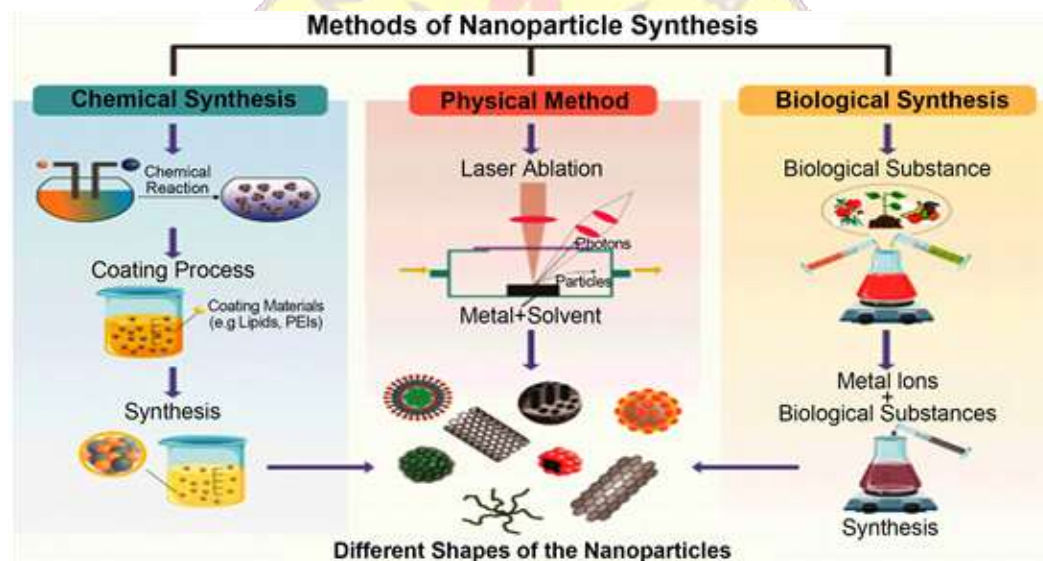 Methods of Nanoparticle Synthesis
Chemical Synthesis
Chemical
Reaction
Coating Process
Coating Materials
(e.g Lipids, PEIs)
Synthesis
Physical Method
Laser Ablation
Photons
Particles
Metal+Solvent
Biological Synthesis
Biological Substance
Metal Ions
+
Biological Substances
Synthesis
Different Shapes of the Nanoparticles